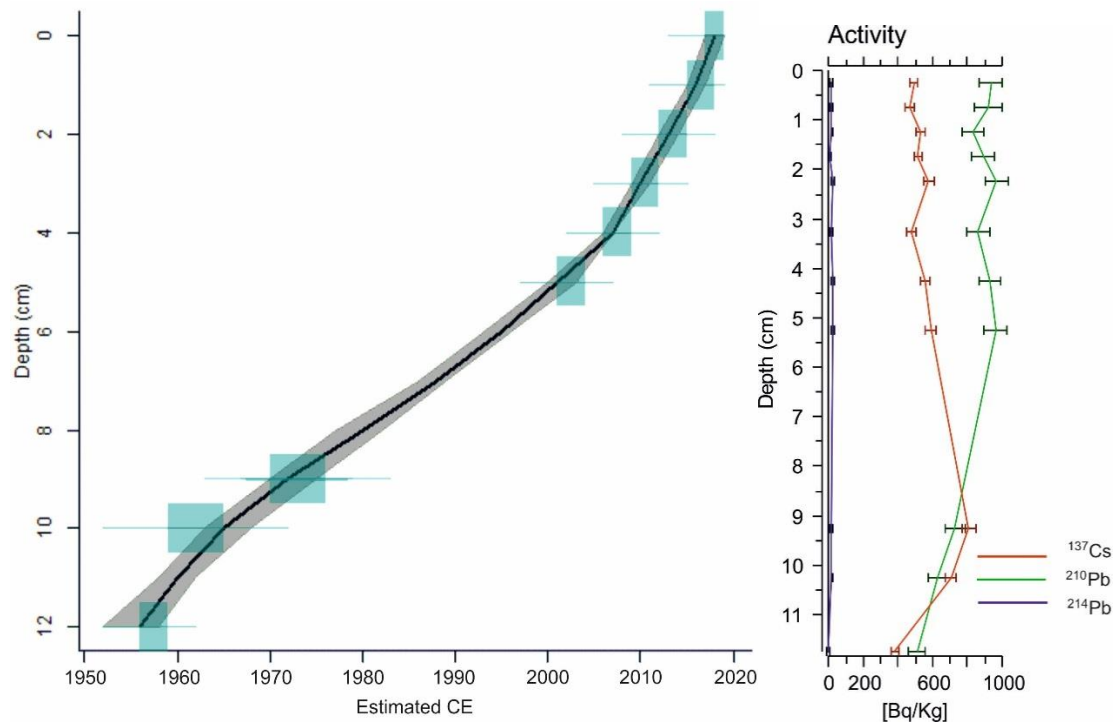 0
2
4
6
8
10
12
Depth (cm)
1950 1960 1970 1980 1990 2000 2010 2020
Estimated CE
Activity
0
1
2
3
4
5
6
7
8
9
10
11
Depth (cm)
0 200 600 1000
[Bq/Kg]
¹³⁷Cs
²¹⁰Pb
²¹⁴Pb